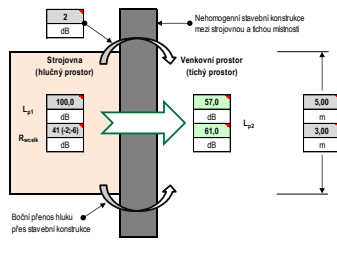 2
dB
Nehomogenní stavební konstrukce
mezi strojovnou a tichou místností
Strojovna
(hlučný prostor)
Venkovní prostor
(tichý prostor)
Lp1
100,0
dB
Rwcelk
41 (-2;-6)
dB
57,0
dB
61,0
dB
Lp2
5,00
m
3,00
m
Boční přenos hluku
přes stavební konstrukce